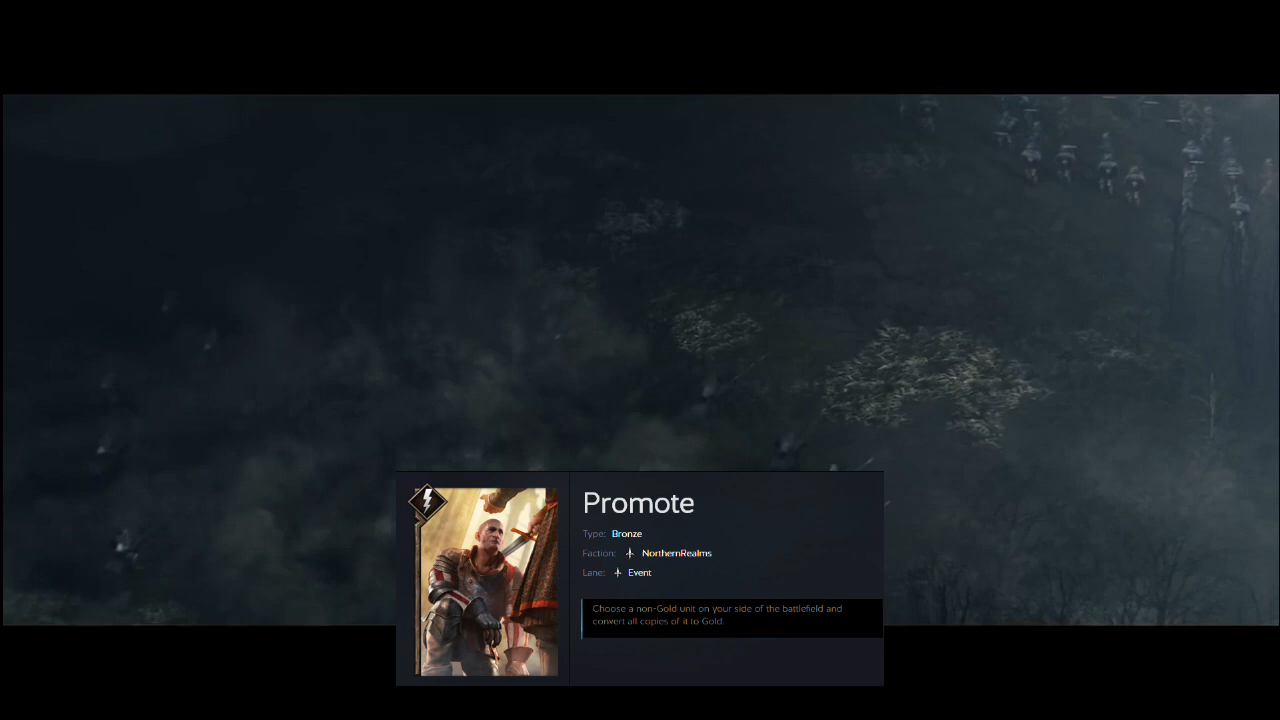 Promote
Type: Bronze
Faction: NorthernRealms
Lane: Event
Choose a non-Gold unit on your side of the battlefield and
convert all copies of it to Gold.